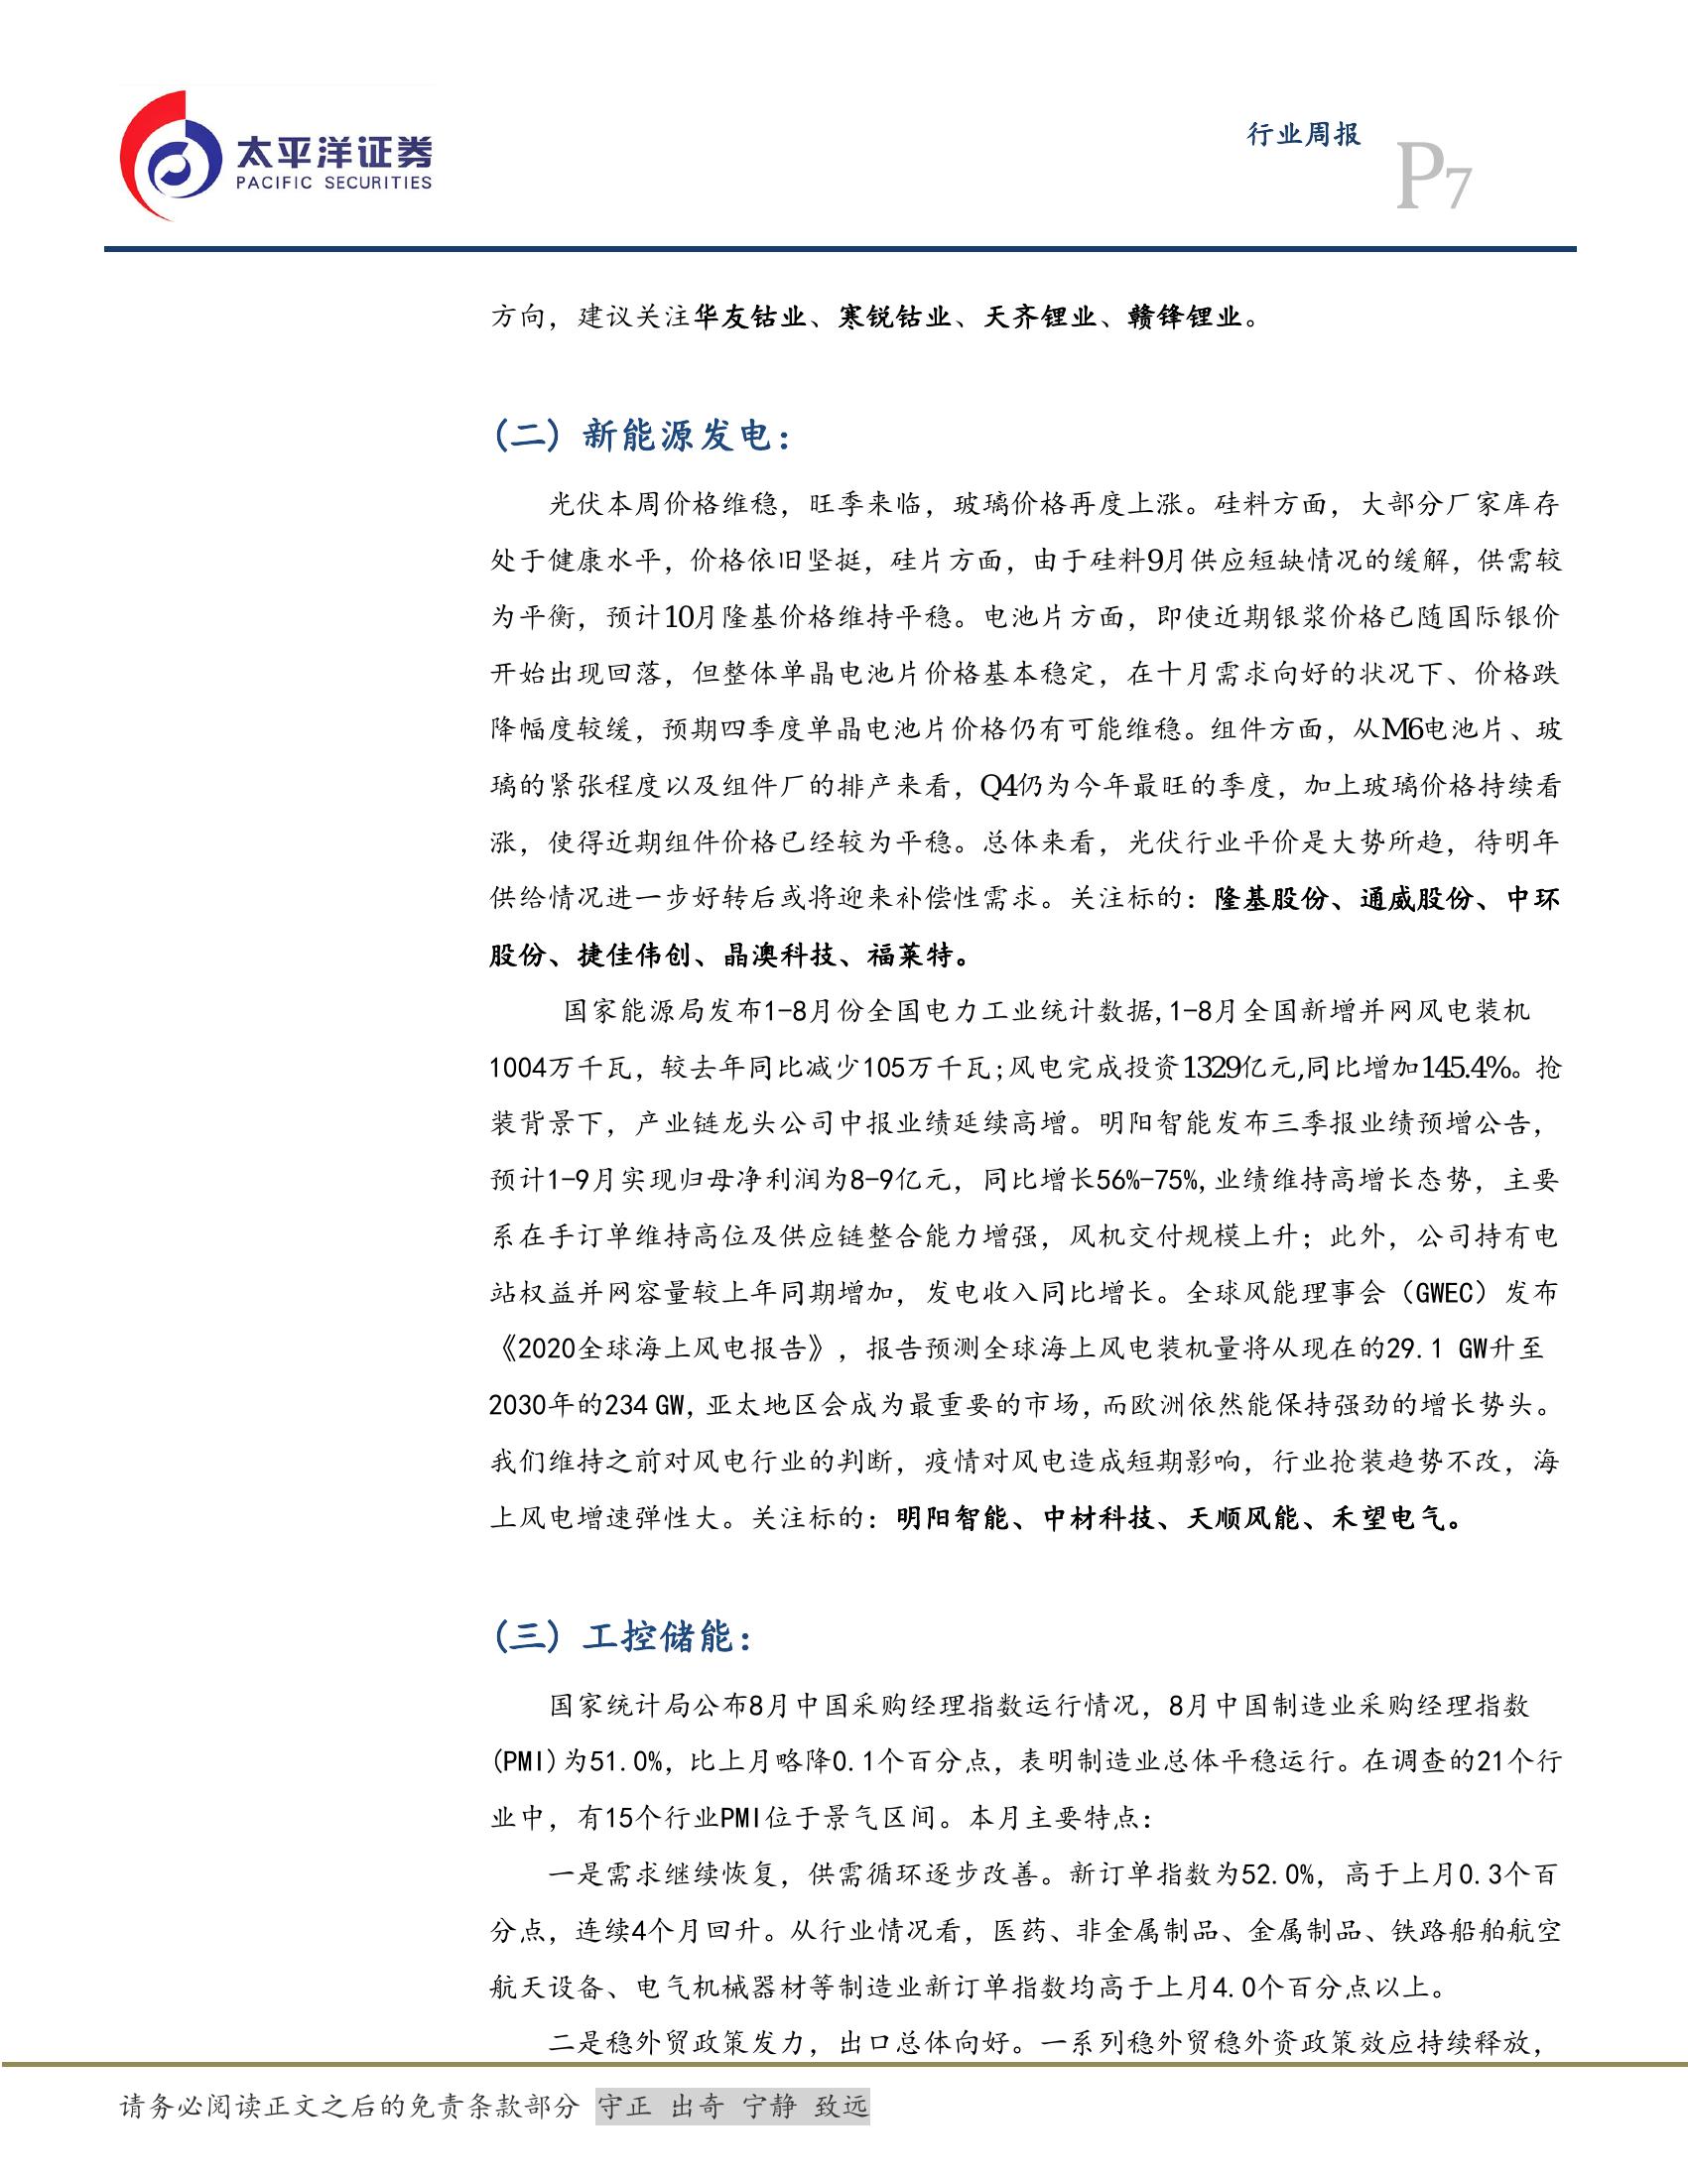 太平洋证券
PACIFIC SECURITIES
行业周报
P7
方向，建议关注华友钴业、寒锐钴业、天齐锂业、赣锋锂业。
(二) 新能源发电：
光伏本周价格维稳，旺季来临，玻璃价格再度上涨。硅料方面，大部分厂家库存
处于健康水平，价格依旧坚挺，硅片方面，由于硅料9月供应短缺情况的缓解，供需较
为平衡，预计10月隆基价格维持平稳。电池片方面，即使近期银浆价格已随国际银价
开始出现回落，但整体单晶电池片价格基本稳定，在十月需求向好的状况下、价格跌
降幅度较缓，预期四季度单晶电池片价格仍有可能维稳。组件方面，从M6电池片、玻
璃的紧张程度以及组件厂的排产来看，Q4仍为今年最旺的季度，加上玻璃价格持续看
涨，使得近期组件价格已经较为平稳。总体来看，光伏行业平价是大势所趋，待明年
供给情况进一步好转后或将迎来补偿性需求。关注标的：隆基股份、通威股份、中环
股份、捷佳伟创、晶澳科技、福莱特。
国家能源局发布1-8月份全国电力工业统计数据,1-8月全国新增并网风电装机
1004万千瓦，较去年同比减少105万千瓦;风电完成投资1329亿元,同比增加145.4%。抢
装背景下，产业链龙头公司中报业绩延续高增。明阳智能发布三季报业绩预增公告，
预计1-9月实现归母净利润为8-9亿元，同比增长56%-75%,业绩维持高增长态势，主要
系在手订单维持高位及供应链整合能力增强，风机交付规模上升；此外，公司持有电
站权益并网容量较上年同期增加，发电收入同比增长。全球风能理事会（GWEC）发布
《2020全球海上风电报告》，报告预测全球海上风电装机量将从现在的29.1 GW升至
2030年的234 GW,亚太地区会成为最重要的市场,而欧洲依然能保持强劲的增长势头。
我们维持之前对风电行业的判断，疫情对风电造成短期影响，行业抢装趋势不改，海
上风电增速弹性大。关注标的：明阳智能、中材科技、天顺风能、禾望电气。
(三) 工控储能：
国家统计局公布8月中国采购经理指数运行情况，8月中国制造业采购经理指数
(PMI)为51.0%，比上月略降0.1个百分点，表明制造业总体平稳运行。在调查的21个行
业中，有15个行业PMI位于景气区间。本月主要特点：
一是需求继续恢复，供需循环逐步改善。新订单指数为52.0%，高于上月0.3个百
分点，连续4个月回升。从行业情况看，医药、非金属制品、金属制品、铁路船舶航空
航天设备、电气机械器材等制造业新订单指数均高于上月4.0个百分点以上。
二是稳外贸政策发力，出口总体向好。一系列稳外贸稳外资政策效应持续释放，
请务必阅读正文之后的免责条款部分 守正 出奇 宁静 致远